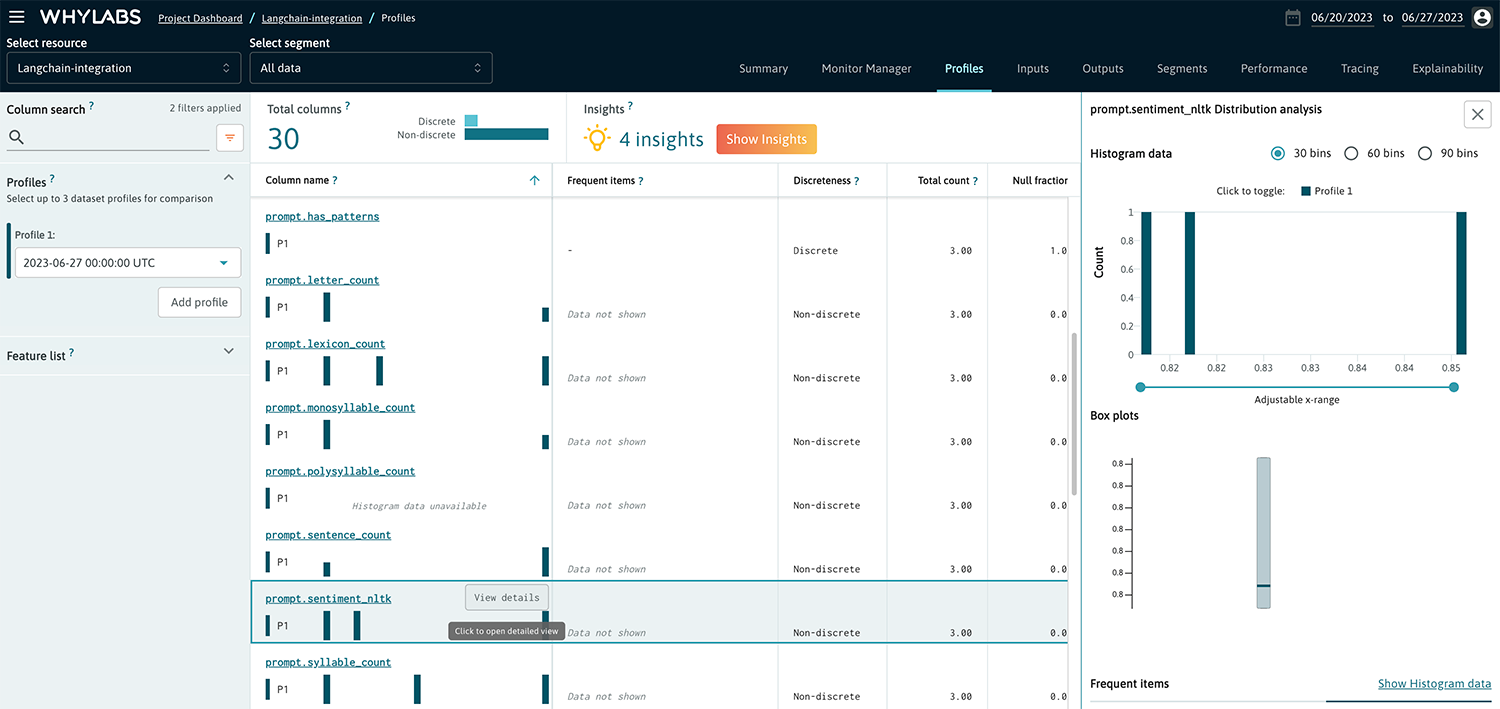 WHYLABS
Project Dashboard / Langchain-integration / Profiles
06/20/2023 to 06/27/2023
Select resource
Langchain-integration
Select segment
All data
Summary
Monitor Manager
Profiles
Inputs
Outputs
Segments
Performance
Tracing
Explainability
Column search ?
2 filters applied
Profiles ?
Select up to 3 dataset profiles for comparison
Profile 1:
2023-06-27 00:00:00 UTC
Add profile
Feature list ?
Total columns ?
30
Discrete
Non-discrete
Insights ?
4 insights
Show Insights
Column name ?
Frequent items ?
Discreteness ?
Total count ?
Null fraction
prompt.has_patterns
P1
-
Discrete
3.00
1.0
prompt.letter_count
P1
Data not shown
Non-discrete
3.00
0.0
prompt.lexicon_count
P1
Data not shown
Non-discrete
3.00
0.0
prompt.monosyllable_count
P1
Data not shown
Non-discrete
3.00
0.0
prompt.polysyllable_count
P1
Histogram data unavailable
Data not shown
Non-discrete
3.00
0.0
prompt.sentence_count
P1
Data not shown
Non-discrete
3.00
0.0
prompt.sentiment_nltk
View details
P1
Click to open detailed view
Data not shown
Non-discrete
3.00
0.0
prompt.syllable_count
P1
Data not shown
Non-discrete
3.00
0.0
prompt.sentiment_nltk Distribution analysis
Histogram data
30 bins
60 bins
90 bins
Click to toggle:
Profile 1
Count
1
0.8
0.6
0.4
0.2
0
0.82
0.82
0.83
0.83
0.84
0.84
0.85
Adjustable x-range
Box plots
0.8
0.8
0.8
0.8
0.8
0.8
0.8
Frequent items
Show Histogram data